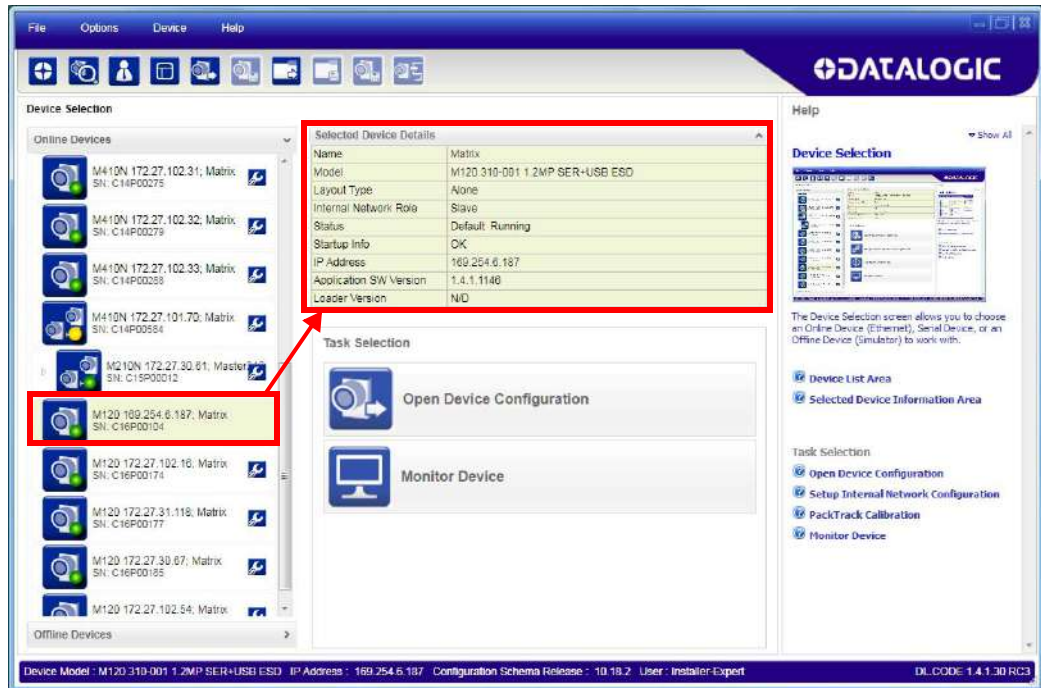 File Options Device Help
DATALOGIC
Device Selection
Online Devices
M410N 172.27.102.31; Matrix
SN: C14P00275
M410N 172.27.102.32; Matrix
SN: C14P00279
M410N 172.27.102.33; Matrix
SN: C14P00268
M410N 172.27.101.70; Matrix
SN: C14P00584
M210N 172.27.30.61; Master
SN: C15P00012
M120 169.254.6.187; Matrix
SN: C16P00104
M120 172.27.102.16; Matrix
SN: C16P00174
M120 172.27.31.118; Matrix
SN: C16P00177
M120 172.27.30.67; Matrix
SN: C16P00165
M120 172.27.102.54; Matrix
Offline Devices
Selected Device Details
Name Matrix
Model M120 310-001 1.2MP SER+USB ESD
Layout Type Alone
Internal Network Role Slave
Status Default Running
Startup Info OK
IP Address 169.254.6.187
Application SW Version 1.4.1.1146
Loader Version N/D
Task Selection
Open Device Configuration
Monitor Device
Help
Show All
Device Selection
The Device Selection screen allows you to choose
an Online Device (Ethernet), Serial Device, or an
Offline Device (Simulator) to work with.
Device List Area
Selected Device Information Area
Task Selection
Open Device Configuration
Setup Internal Network Configuration
PackTrack Calibration
Monitor Device
Device Model : M120 310-001 1.2MP SER+USB ESD IP Address : 169.254.6.187 Configuration Schema Release : 10.18.2 User : Installer-Expert DL.CODE 1.4.1.30 RC3